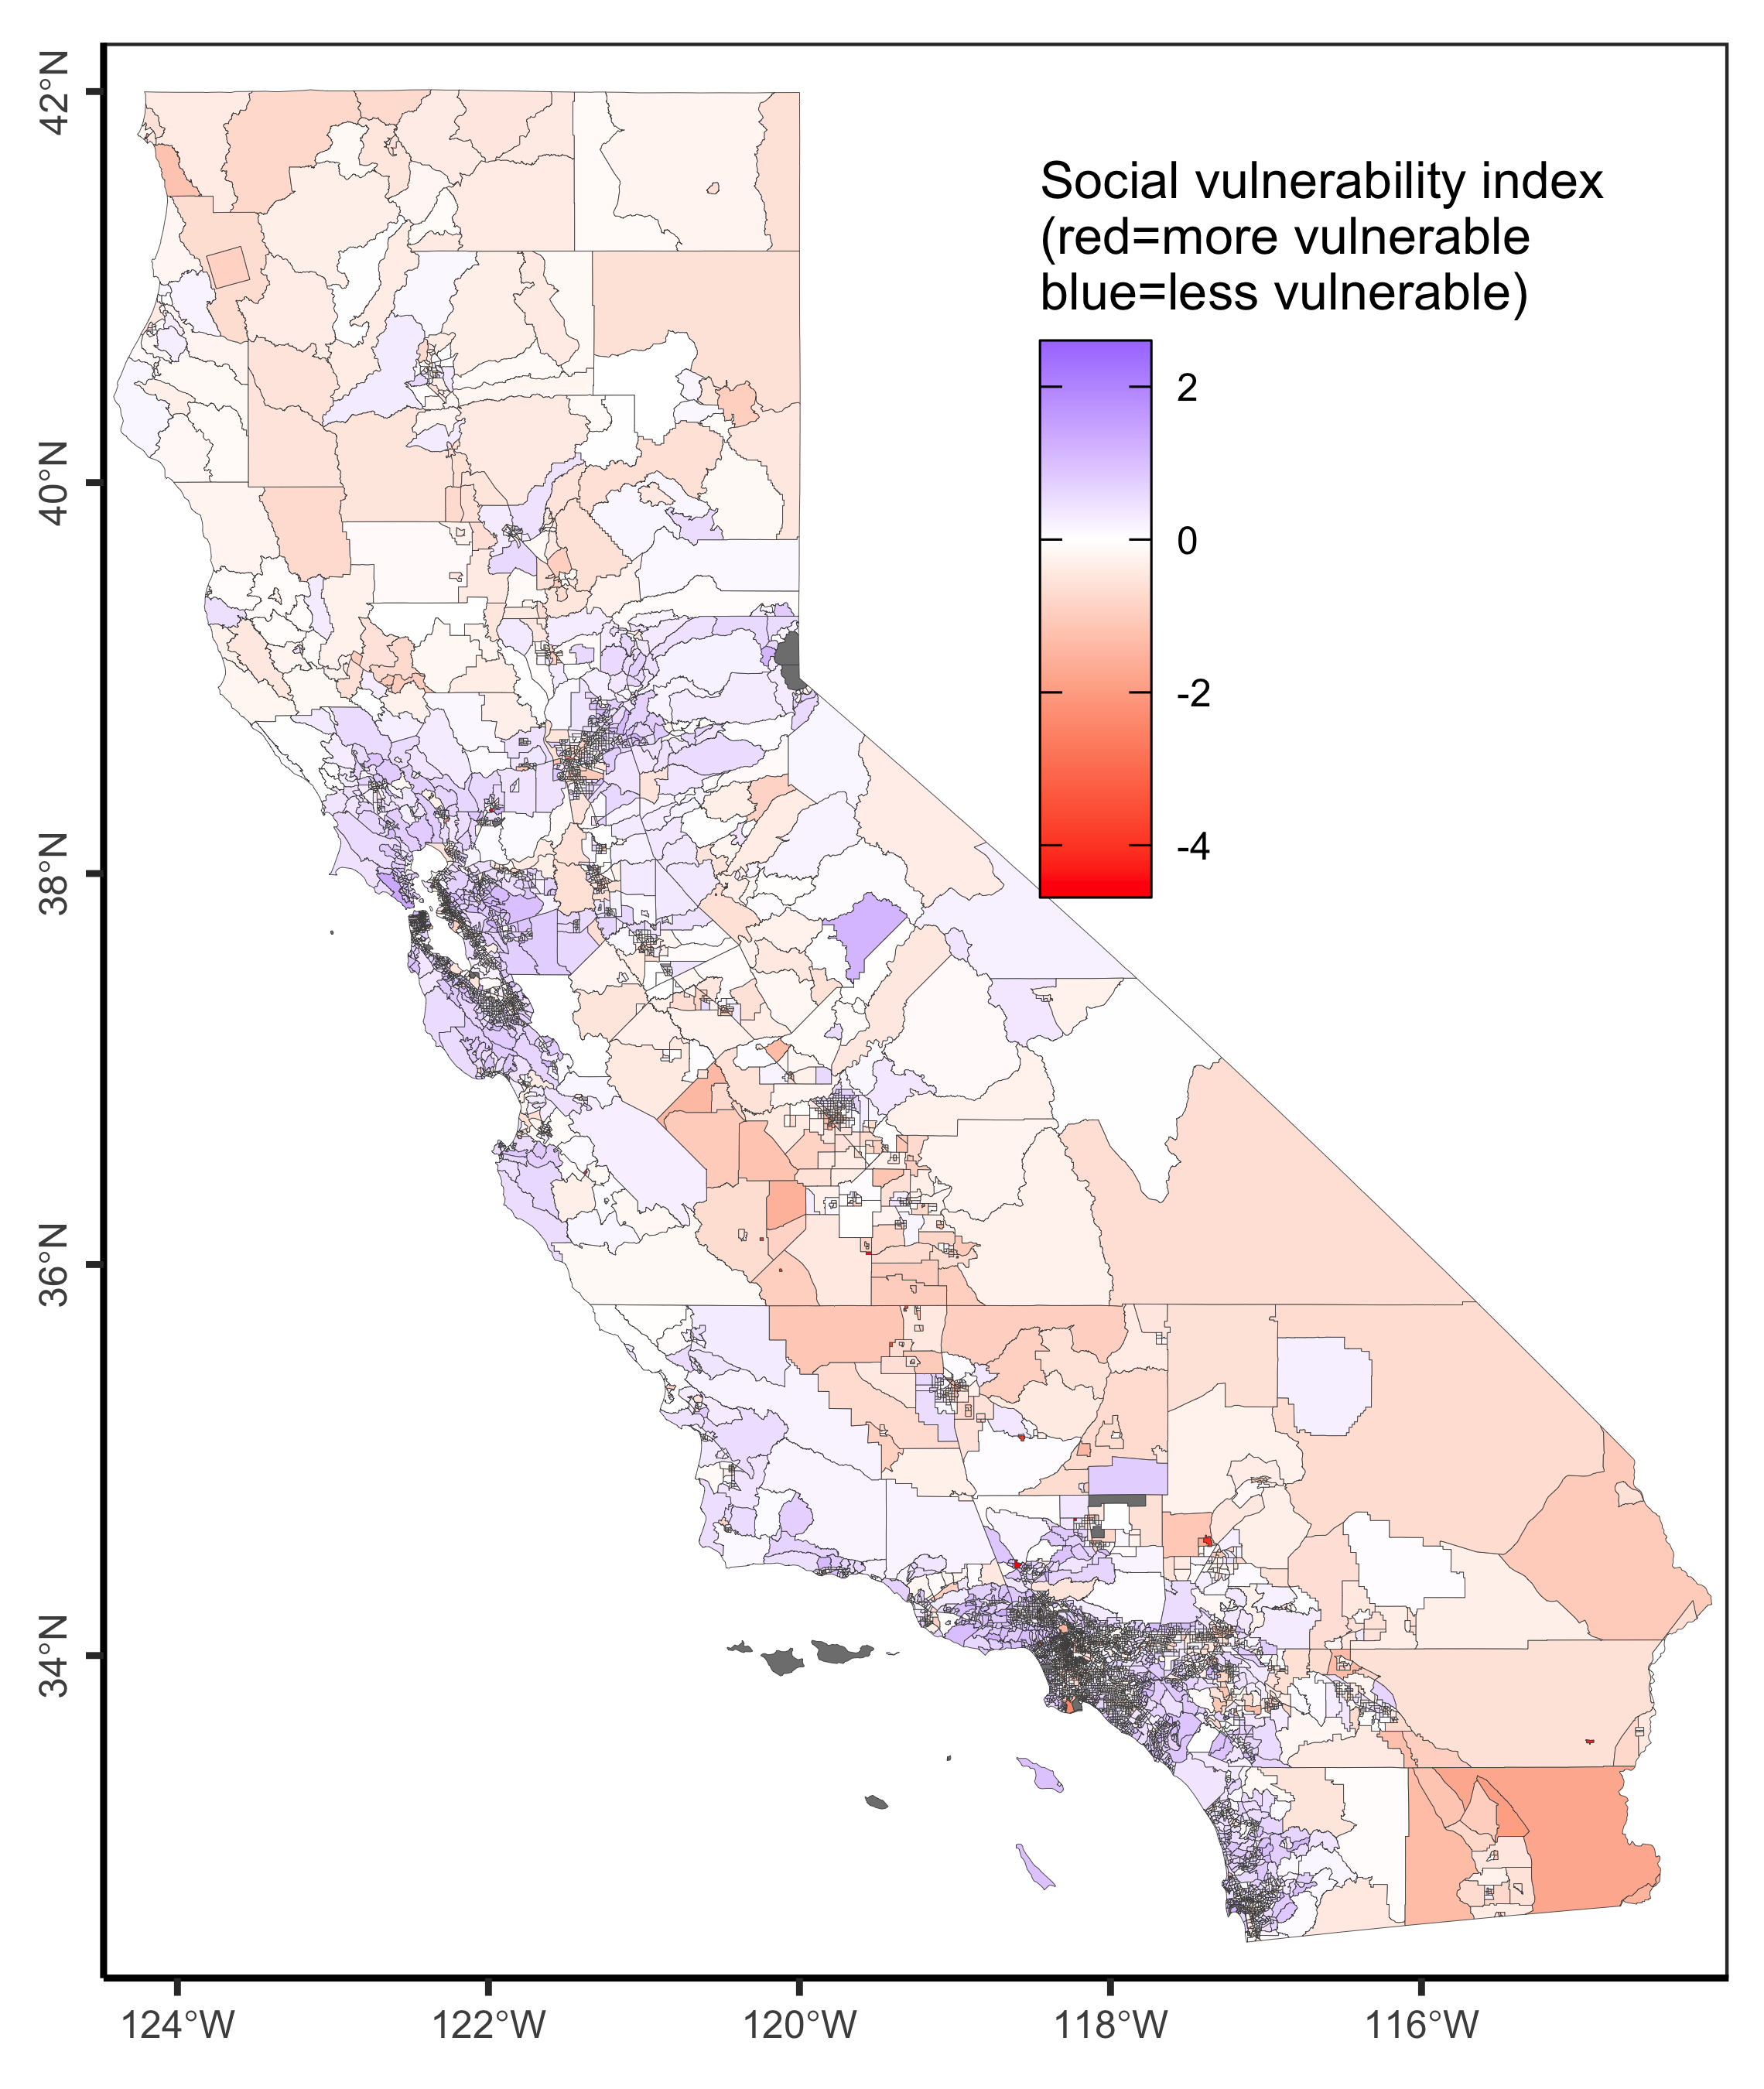 Social vulnerability index
(red=more vulnerable
blue=less vulnerable)
2
0
-2
-4
42°N
40°N
38°N
36°N
34°N
124°W
122°W
120°W
118°W
116°W